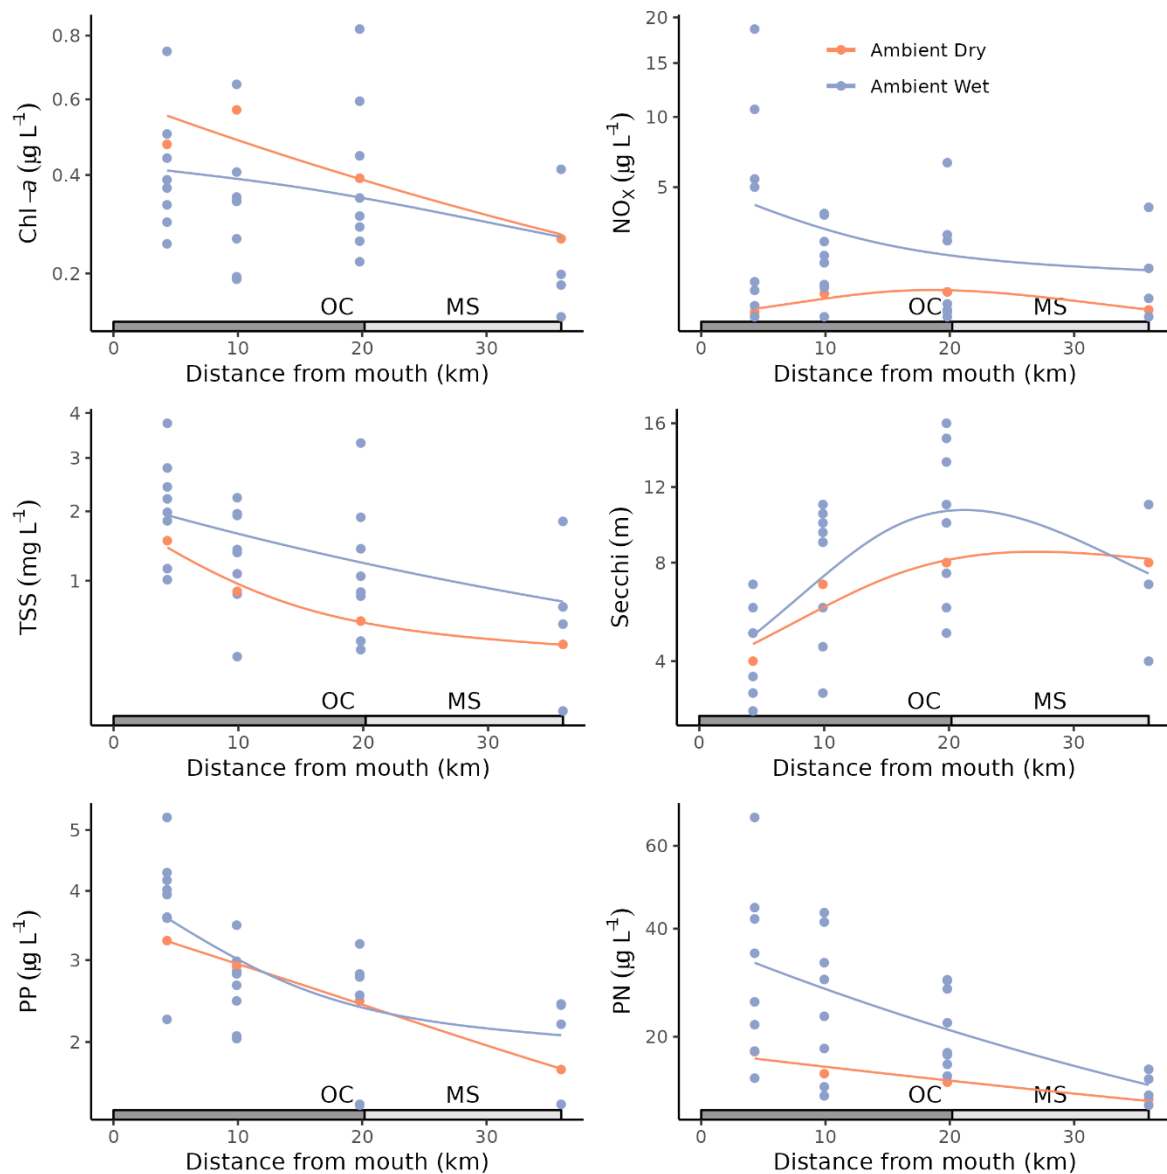 Chl−a (μg L⁻¹)
0.8
0.6
0.4
0.2
OC MS
0 10 20 30
Distance from mouth (km)
NOX (μg L⁻¹)
20
15
10
5
Ambient Dry
Ambient Wet
OC MS
0 10 20 30
Distance from mouth (km)
TSS (mg L⁻¹)
4
3
2
1
OC MS
0 10 20 30
Distance from mouth (km)
Secchi (m)
16
12
8
4
OC MS
0 10 20 30
Distance from mouth (km)
PP (μg L⁻¹)
5
4
3
2
OC MS
0 10 20 30
Distance from mouth (km)
PN (μg L⁻¹)
60
40
20
OC MS
0 10 20 30
Distance from mouth (km)